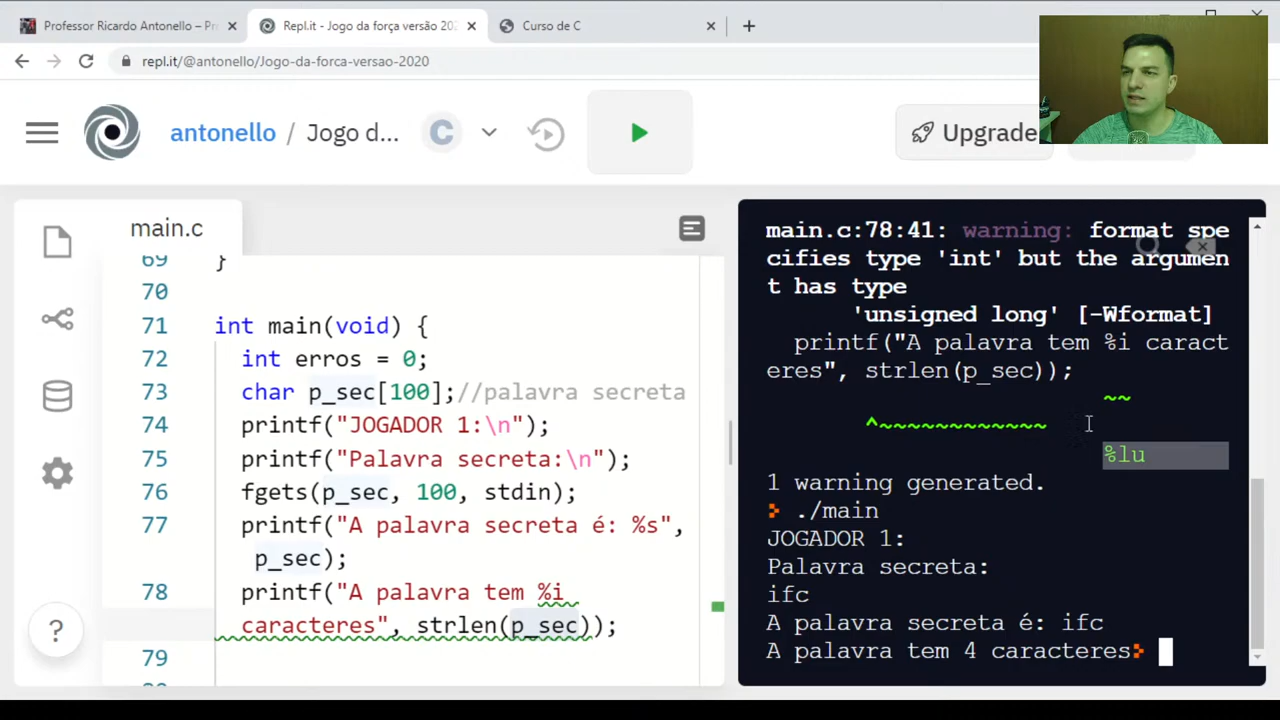 Professor Ricardo Antonello – Pr
Repl.it - Jogo da força versão 202
Curso de C
repl.it/@antonello/Jogo-da-forca-versao-2020
antonello / Jogo d...
C
Upgrade
main.c
69 }
70
71 int main(void) {
72 int erros = 0;
73 char p_sec[100];//palavra secreta
74 printf("JOGADOR 1:\n");
75 printf("Palavra secreta:\n");
76 fgets(p_sec, 100, stdin);
77 printf("A palavra secreta é: %s",
p_sec);
78 printf("A palavra tem %i
caracteres", strlen(p_sec));
79
?
main.c:78:41: warning: format spe
cifies type 'int' but the argumen
t has type
'unsigned long' [-Wformat]
printf("A palavra tem %i caract
eres", strlen(p_sec));
~~
^~~~~~~~~~~~~
%lu
1 warning generated.
> ./main
JOGADOR 1:
Palavra secreta:
ifc
A palavra secreta é: ifc
A palavra tem 4 caracteres>